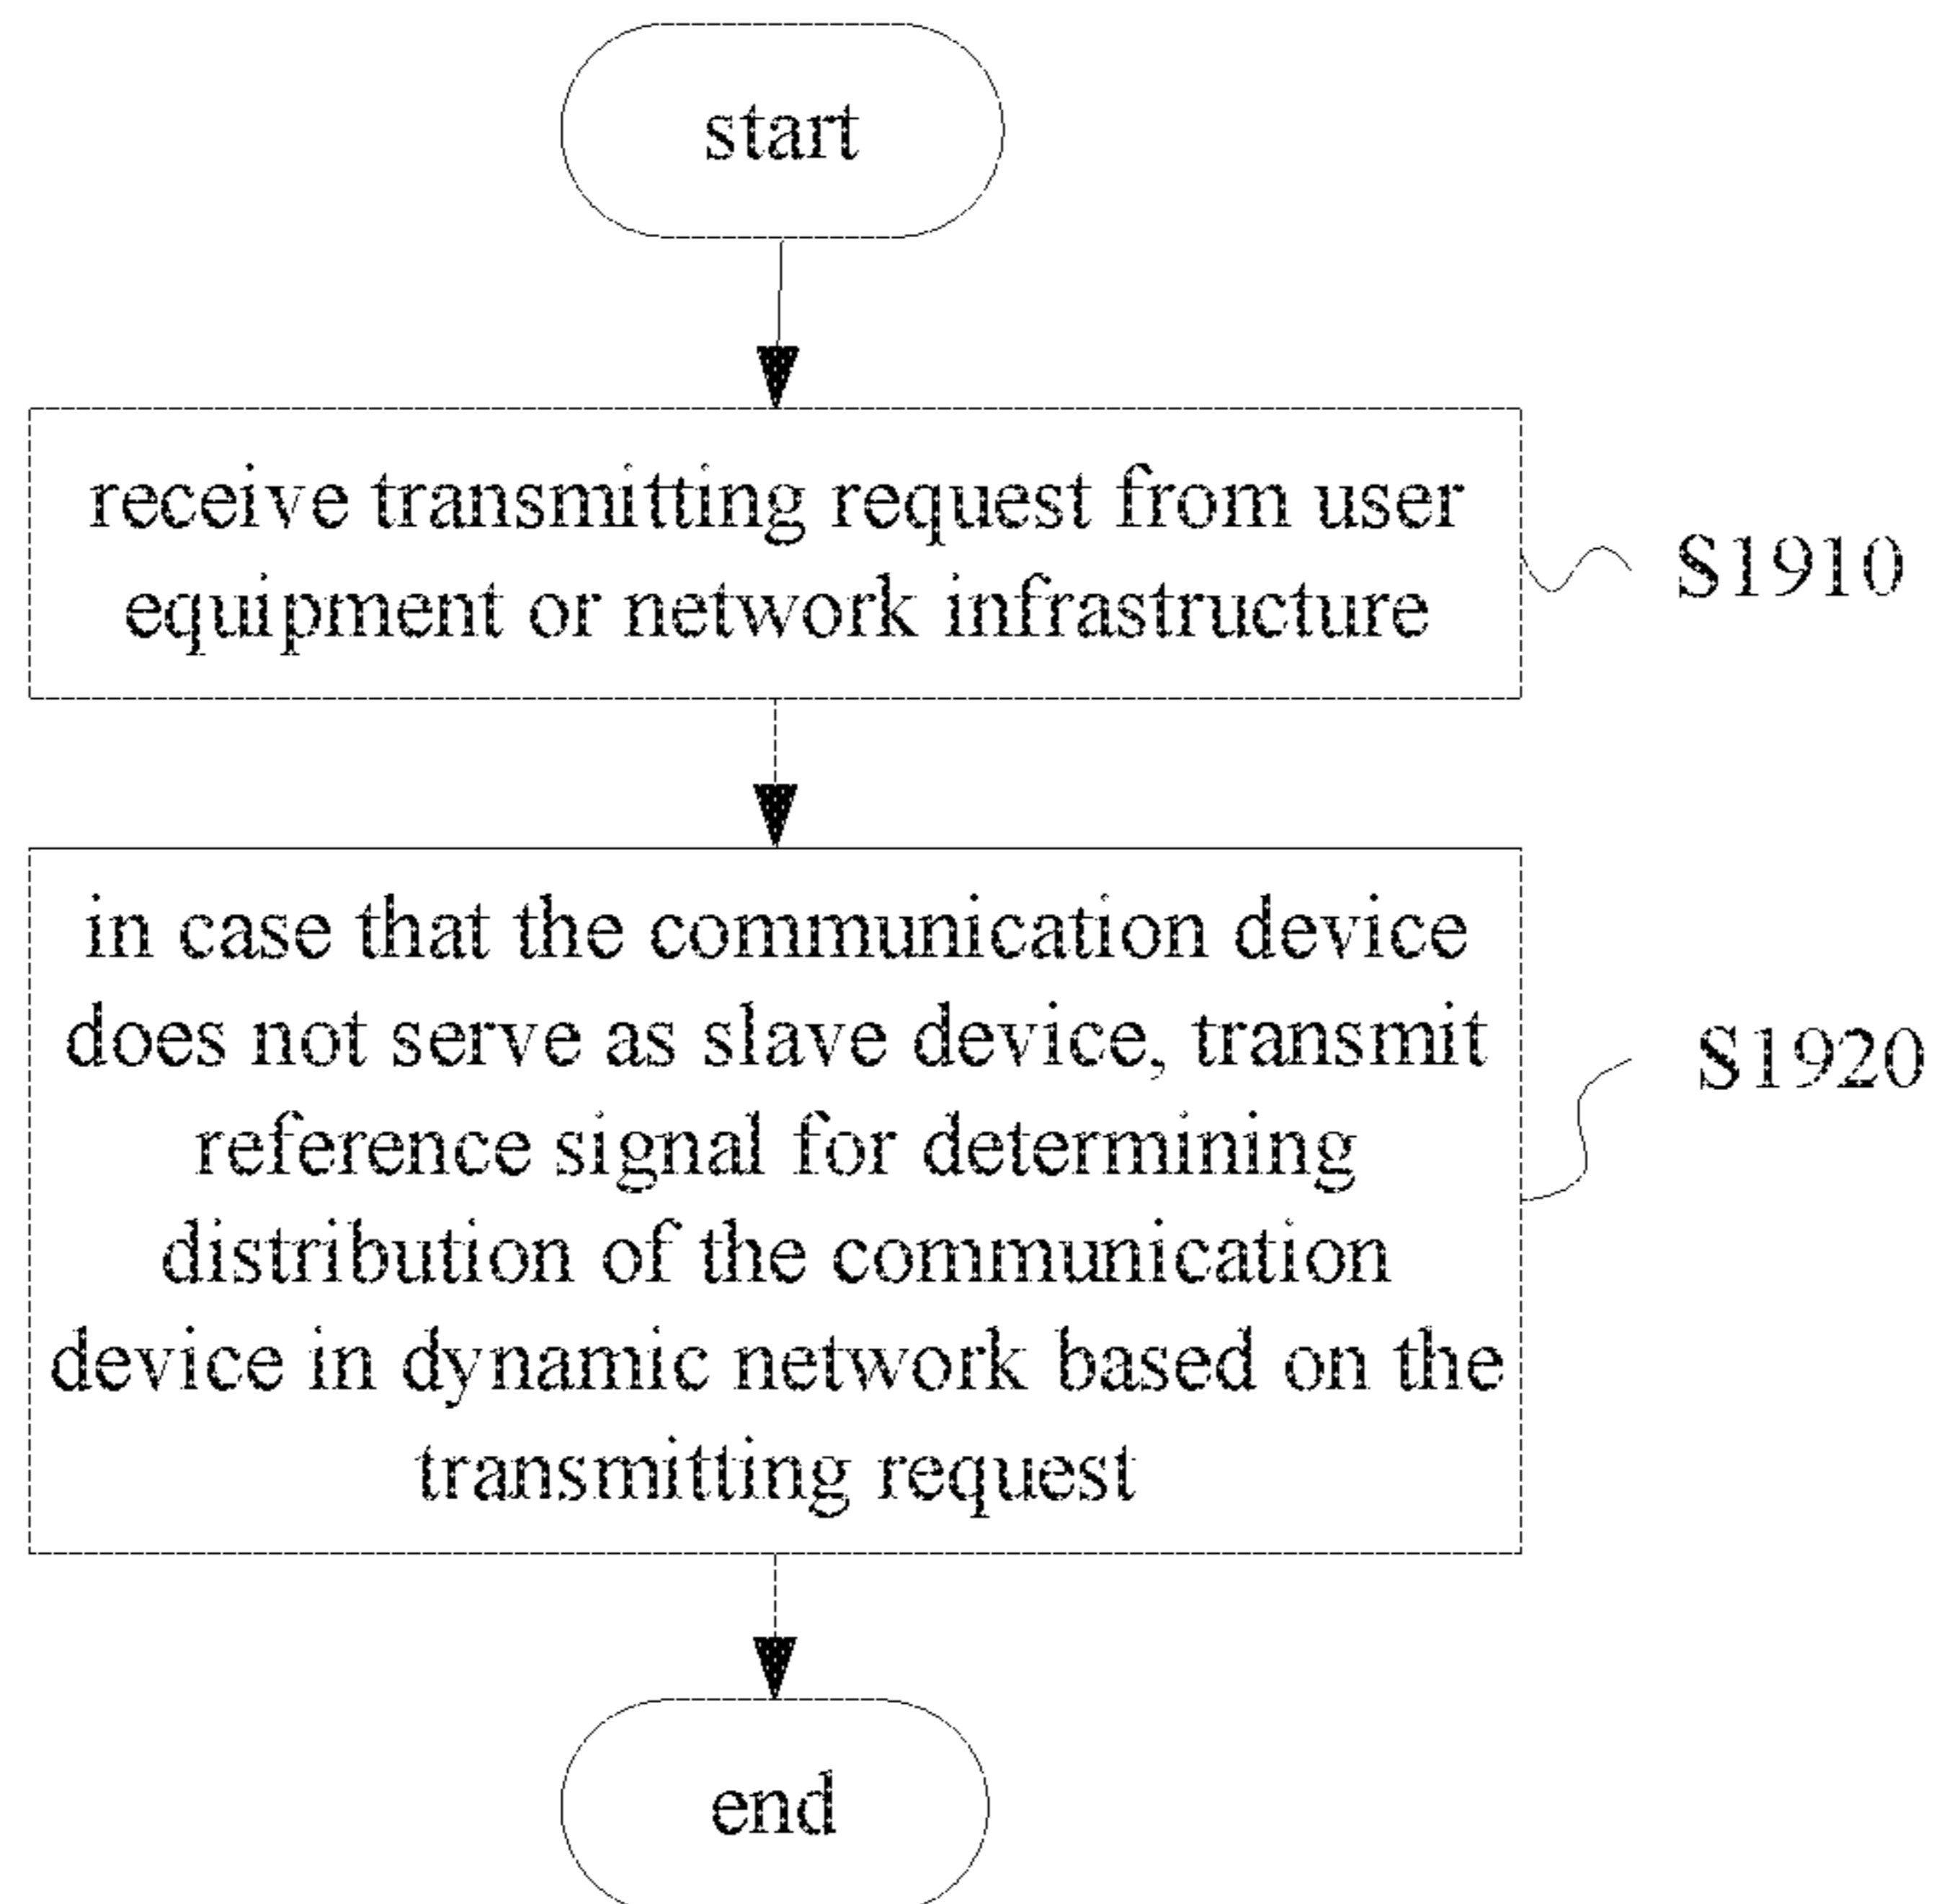 start
receive transmitting request from user
equipment or network infrastructure
S1910
in case that the communication device
does not serve as slave device, transmit
reference signal for determining
distribution of the communication
device in dynamic network based on the
transmitting request
S1920
end